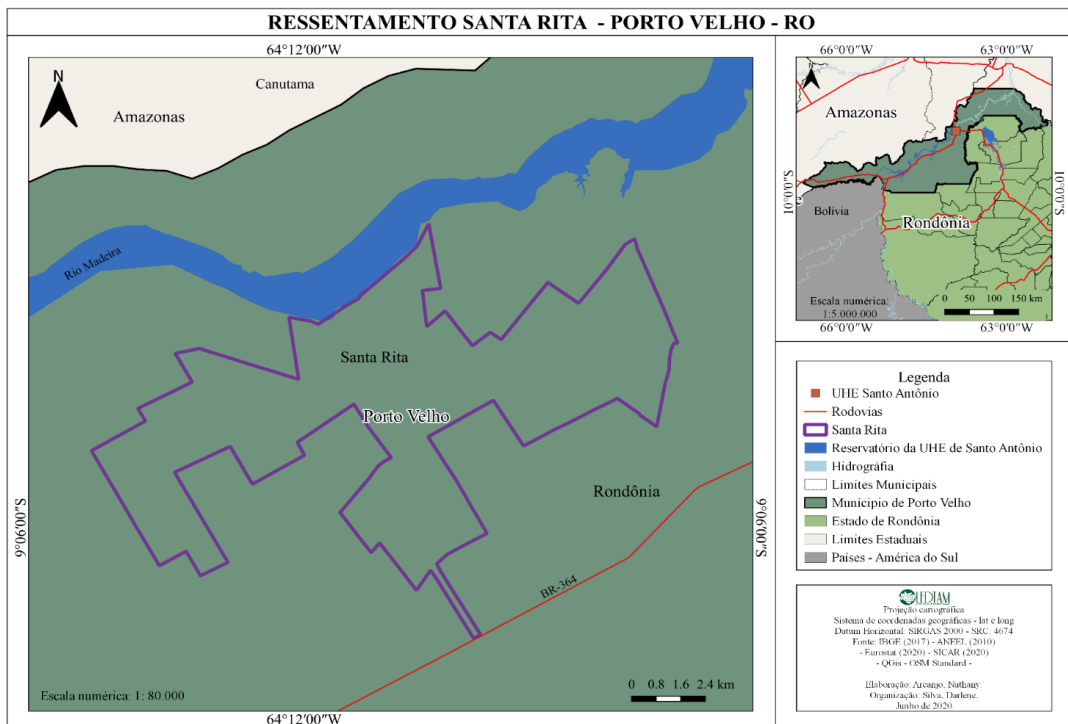 RESSENTAMENTO SANTA RITA - PORTO VELHO - RO
64°12'00"W
N
Canutama
Amazonas
Rio Madeira
Santa Rita
Porto Velho
Rondônia
BR-364
9°06'00"S
9°06'00"S
Escala numérica: 1: 80.000
0 0.8 1.6 2.4 km
64°12'00"W
66°0'0"W 63°0'0"W
Amazonas
10°0'0"S
10°0'0"S
Bolívia
Rondônia
Escala numérica:
1:5.000.000
0 50 100 150 km
66°0'0"W 63°0'0"W
Legenda
UHE Santo Antônio
Rodovias
Santa Rita
Reservatório da UHE de Santo Antônio
Hidrográfia
Limites Municipais
Município de Porto Velho
Estado de Rondônia
Limites Estaduais
Países - América do Sul
Projeção cartográfica
Sistema de coordenadas geográficas - lat e long
Datum Horizontal: SIRGAS 2000 - SRC: 4674
Fonte: IBGE (2017) - ANEEL (2010)
- Eurostat (2020) - SICAR (2020)
- QGis - OSM Standard -
Elaboração: Arcanjo, Nathany.
Organização: Silva, Darlene.
Junho de 2020.